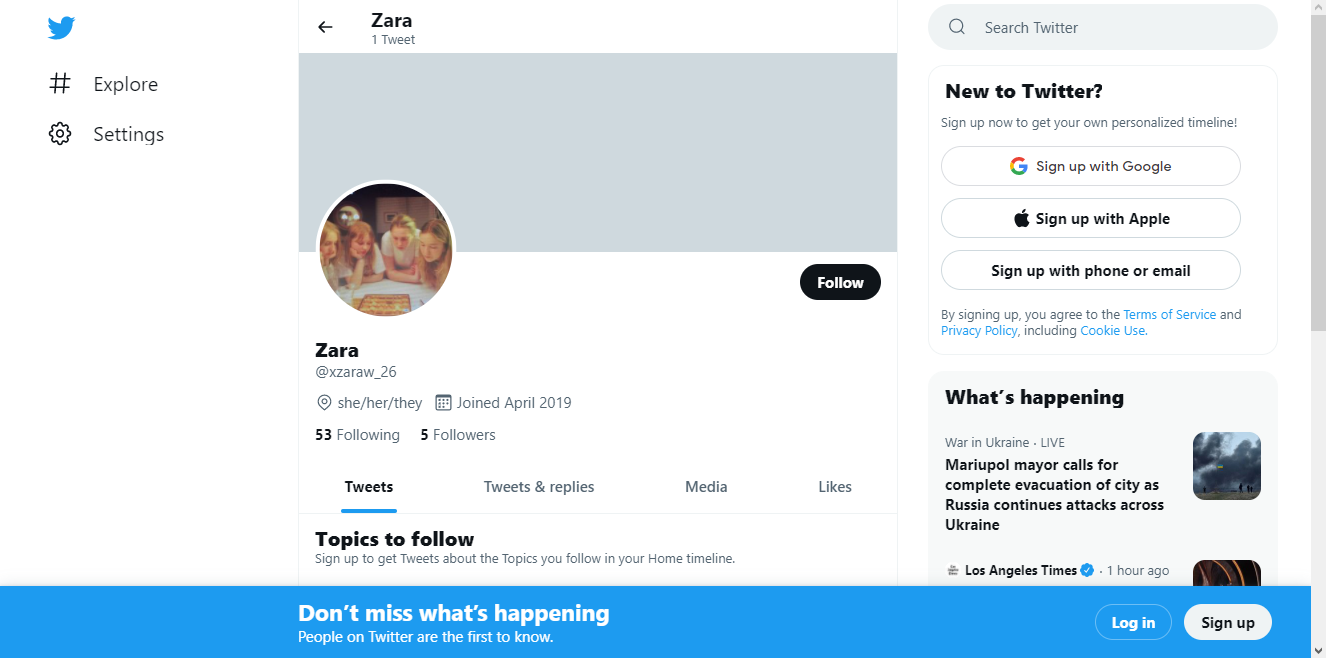 Explore
Settings
Zara
1 Tweet
Follow
Zara
@xzaraw_26
she/her/they Joined April 2019
53 Following 5 Followers
Tweets Tweets & replies Media Likes
Topics to follow
Sign up to get Tweets about the Topics you follow in your Home timeline.
Search Twitter
New to Twitter?
Sign up now to get your own personalized timeline!
Sign up with Google
Sign up with Apple
Sign up with phone or email
By signing up, you agree to the Terms of Service and
Privacy Policy, including Cookie Use.
What’s happening
War in Ukraine · LIVE
Mariupol mayor calls for
complete evacuation of city as
Russia continues attacks across
Ukraine
Los Angeles Times · 1 hour ago
Don’t miss what’s happening
People on Twitter are the first to know.
Log in
Sign up